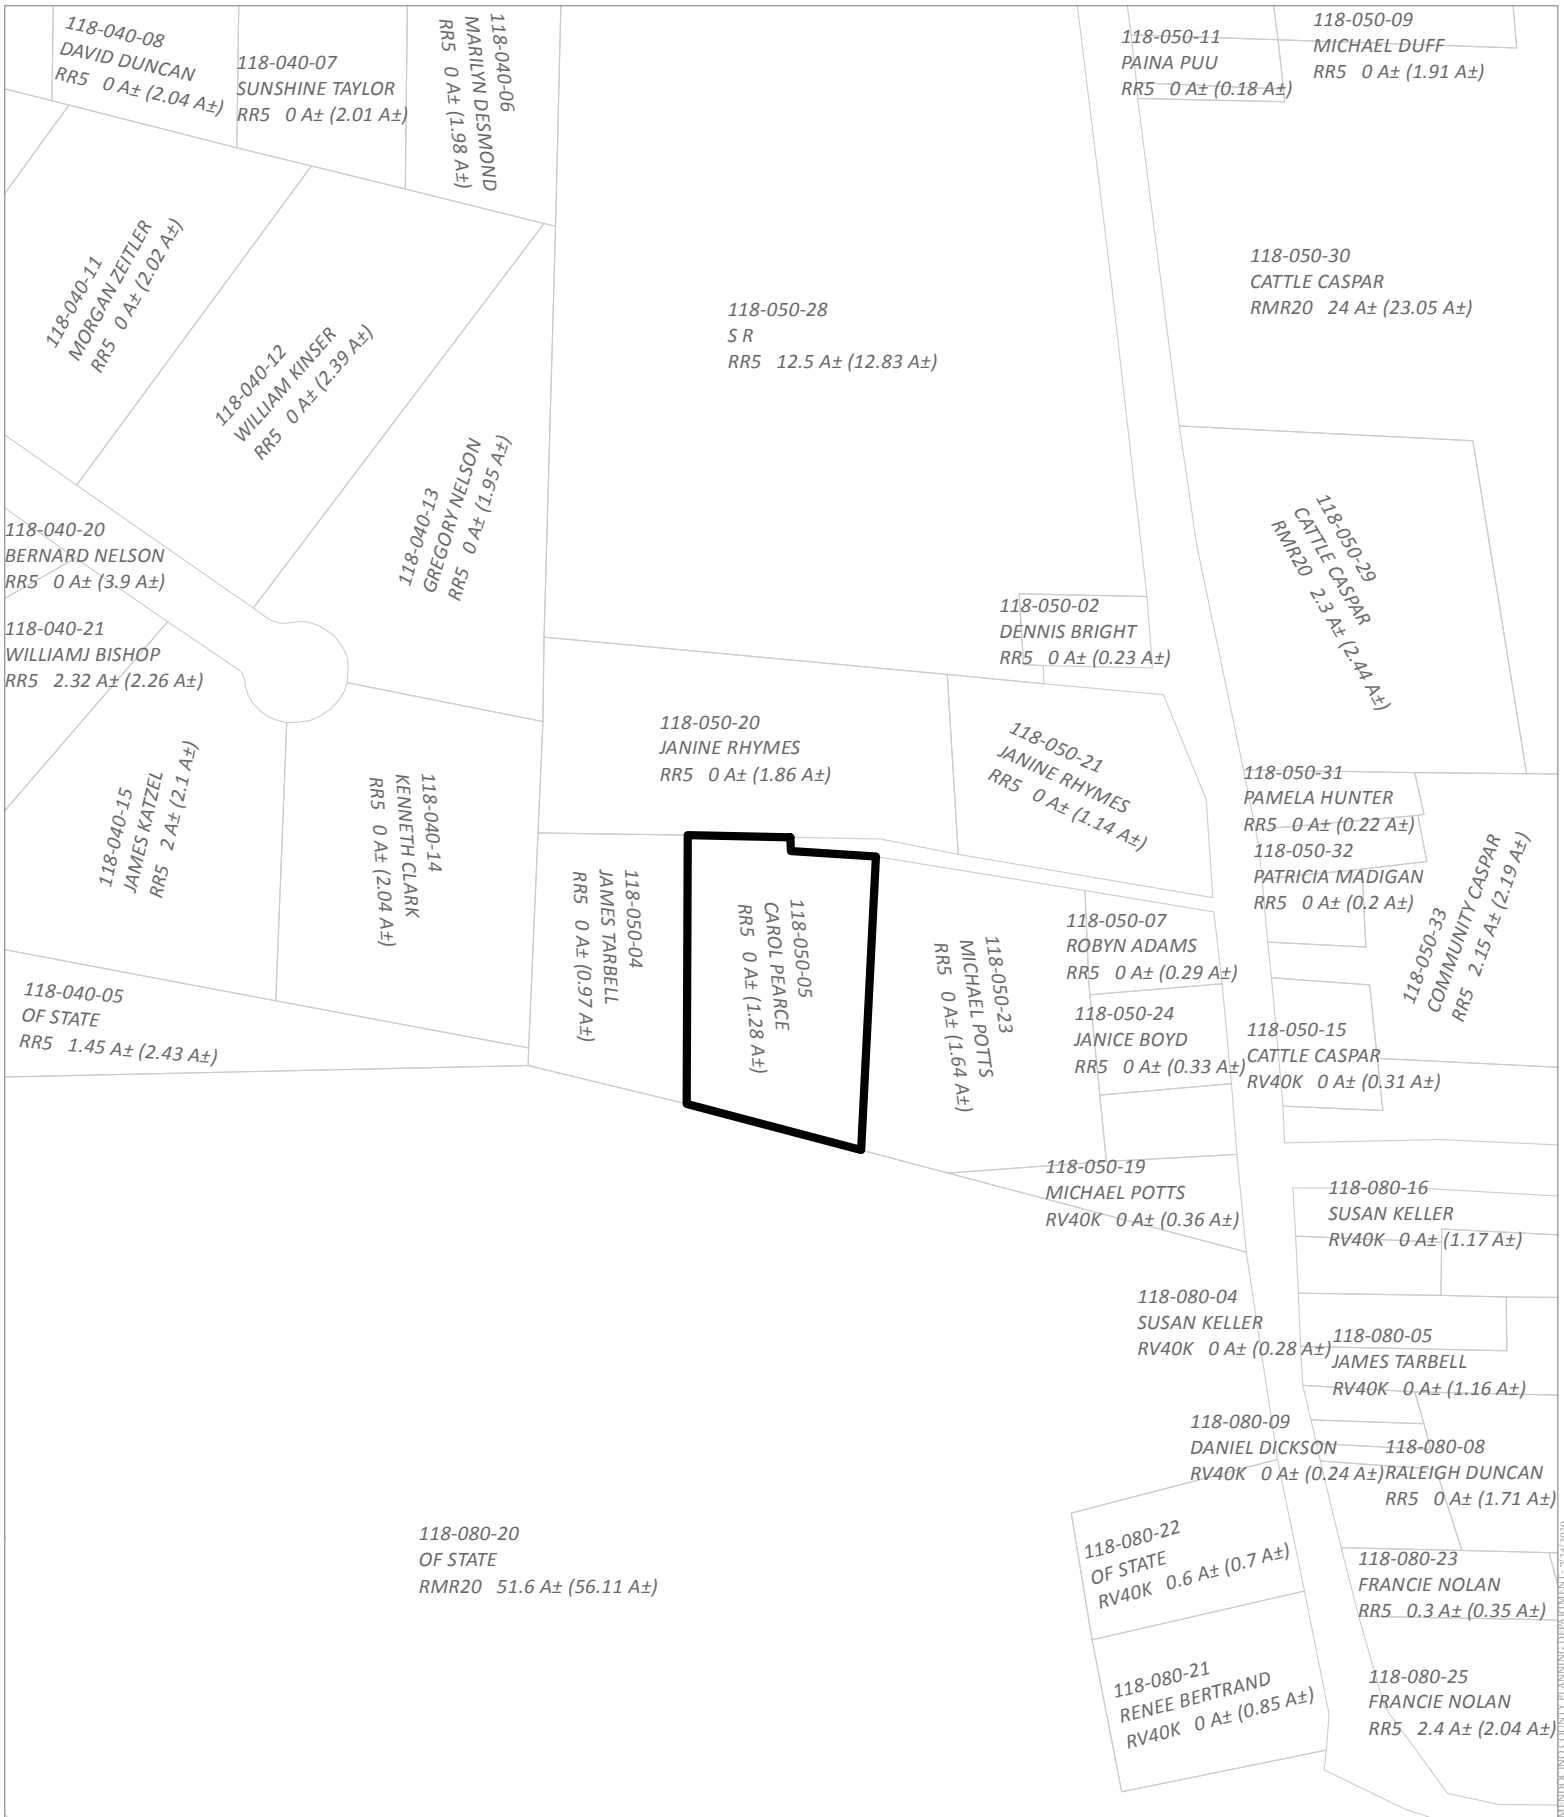 118-040-08
DAVID DUNCAN
RR5 0 A± (2.04 A±)
118-040-07
SUNSHINE TAYLOR
RR5 0 A± (2.01 A±)
118-040-06
MARILYN DESMOND
RR5 0 A± (1.98 A±)
118-050-11
PAINA PUU
RR5 0 A± (0.18 A±)
118-050-09
MICHAEL DUFF
RR5 0 A± (1.91 A±)
118-040-11
MORGAN ZEITLER
RR5 0 A± (2.02 A±)
118-040-12
WILLIAM KINSER
RR5 0 A± (2.39 A±)
118-050-28
S R
RR5 12.5 A± (12.83 A±)
118-050-30
CATTLE CASPAR
RMR20 24 A± (23.05 A±)
118-040-13
GREGORY NELSON
RR5 0 A± (1.95 A±)
118-050-29
CATTLE CASPAR
RMR20 2.3 A± (2.44 A±)
118-040-20
BERNARD NELSON
RR5 0 A± (3.9 A±)
118-040-21
WILLIAMJ BISHOP
RR5 2.32 A± (2.26 A±)
118-050-02
DENNIS BRIGHT
RR5 0 A± (0.23 A±)
118-050-20
JANINE RHYMES
RR5 0 A± (1.86 A±)
118-050-21
JANINE RHYMES
RR5 0 A± (1.14 A±)
118-040-15
JAMES KATZEL
RR5 2 A± (2.1 A±)
118-040-14
KENNETH CLARK
RR5 0 A± (2.04 A±)
118-050-31
PAMELA HUNTER
RR5 0 A± (0.22 A±)
118-050-32
PATRICIA MADIGAN
RR5 0 A± (0.2 A±)
118-050-33
COMMUNITY CASPAR
RR5 2.15 A± (2.19 A±)
118-050-04
JAMES TARBELL
RR5 0 A± (0.97 A±)
118-050-05
CAROL PEARCE
RR5 0 A± (1.28 A±)
118-050-23
MICHAEL POTTS
RR5 0 A± (1.64 A±)
118-050-07
ROBYN ADAMS
RR5 0 A± (0.29 A±)
118-040-05
OF STATE
RR5 1.45 A± (2.43 A±)
118-050-24
JANICE BOYD
RR5 0 A± (0.33 A±)
118-050-15
CATTLE CASPAR
RV40K 0 A± (0.31 A±)
118-050-19
MICHAEL POTTS
RV40K 0 A± (0.36 A±)
118-080-16
SUSAN KELLER
RV40K 0 A± (1.17 A±)
118-080-04
SUSAN KELLER
RV40K 0 A± (0.28 A±)
118-080-05
JAMES TARBELL
RV40K 0 A± (1.16 A±)
118-080-09
DANIEL DICKSON
RV40K 0 A± (0.24 A±)
118-080-08
RALEIGH DUNCAN
RR5 0 A± (1.71 A±)
118-080-20
OF STATE
RMR20 51.6 A± (56.11 A±)
118-080-22
OF STATE
RV40K 0.6 A± (0.7 A±)
118-080-23
FRANCIE NOLAN
RR5 0.3 A± (0.35 A±)
118-080-21
RENEE BERTRAND
RV40K 0 A± (0.85 A±)
118-080-25
FRANCIE NOLAN
RR5 2.4 A± (2.04 A±)
MENDOCINO COUNTY PLANNING DEPARTMENT